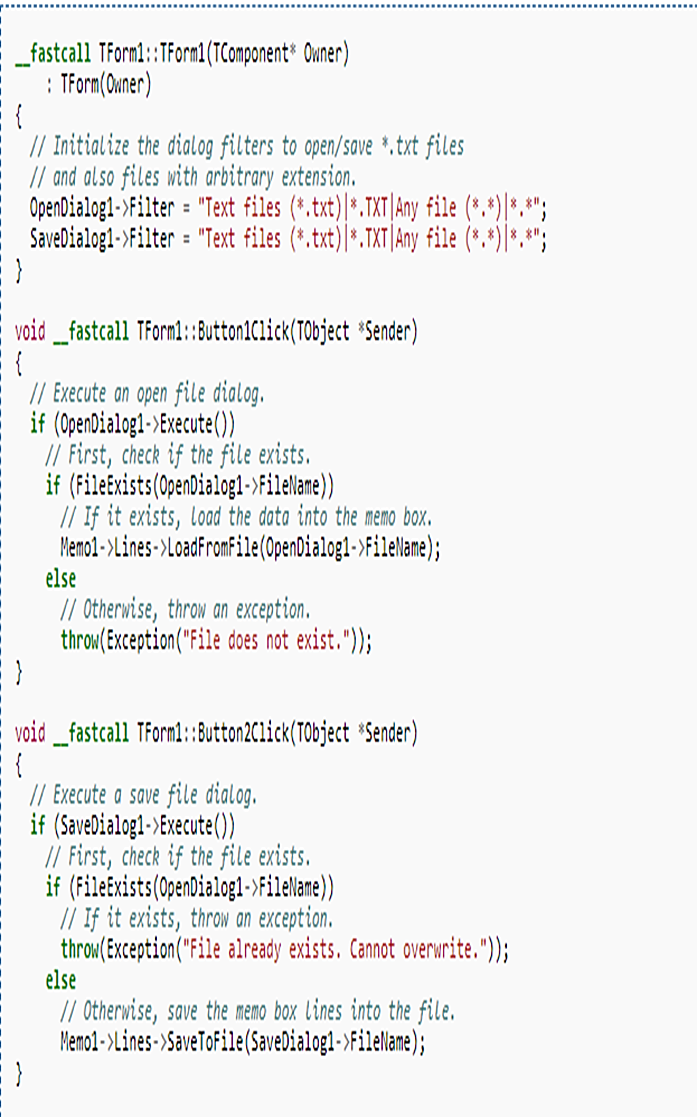 __fastcall TForm1::TForm1(TComponent* Owner)
    : TForm(Owner)
{
  // Initialize the dialog filters to open/save *.txt files
  // and also files with arbitrary extension.
  OpenDialog1->Filter = "Text files (*.txt)|*.TXT|Any file (*.*)|*.*";
  SaveDialog1->Filter = "Text files (*.txt)|*.TXT|Any file (*.*)|*.*";
}

void __fastcall TForm1::Button1Click(TObject *Sender)
{
  // Execute an open file dialog.
  if (OpenDialog1->Execute())
    // First, check if the file exists.
    if (FileExists(OpenDialog1->FileName))
      // If it exists, load the data into the memo box.
      Memo1->Lines->LoadFromFile(OpenDialog1->FileName);
    else
      // Otherwise, throw an exception.
      throw(Exception("File does not exist."));
}

void __fastcall TForm1::Button2Click(TObject *Sender)
{
  // Execute a save file dialog.
  if (SaveDialog1->Execute())
    // First, check if the file exists.
    if (FileExists(OpenDialog1->FileName))
      // If it exists, throw an exception.
      throw(Exception("File already exists. Cannot overwrite."));
    else
      // Otherwise, save the memo box lines into the file.
      Memo1->Lines->SaveToFile(SaveDialog1->FileName);
}